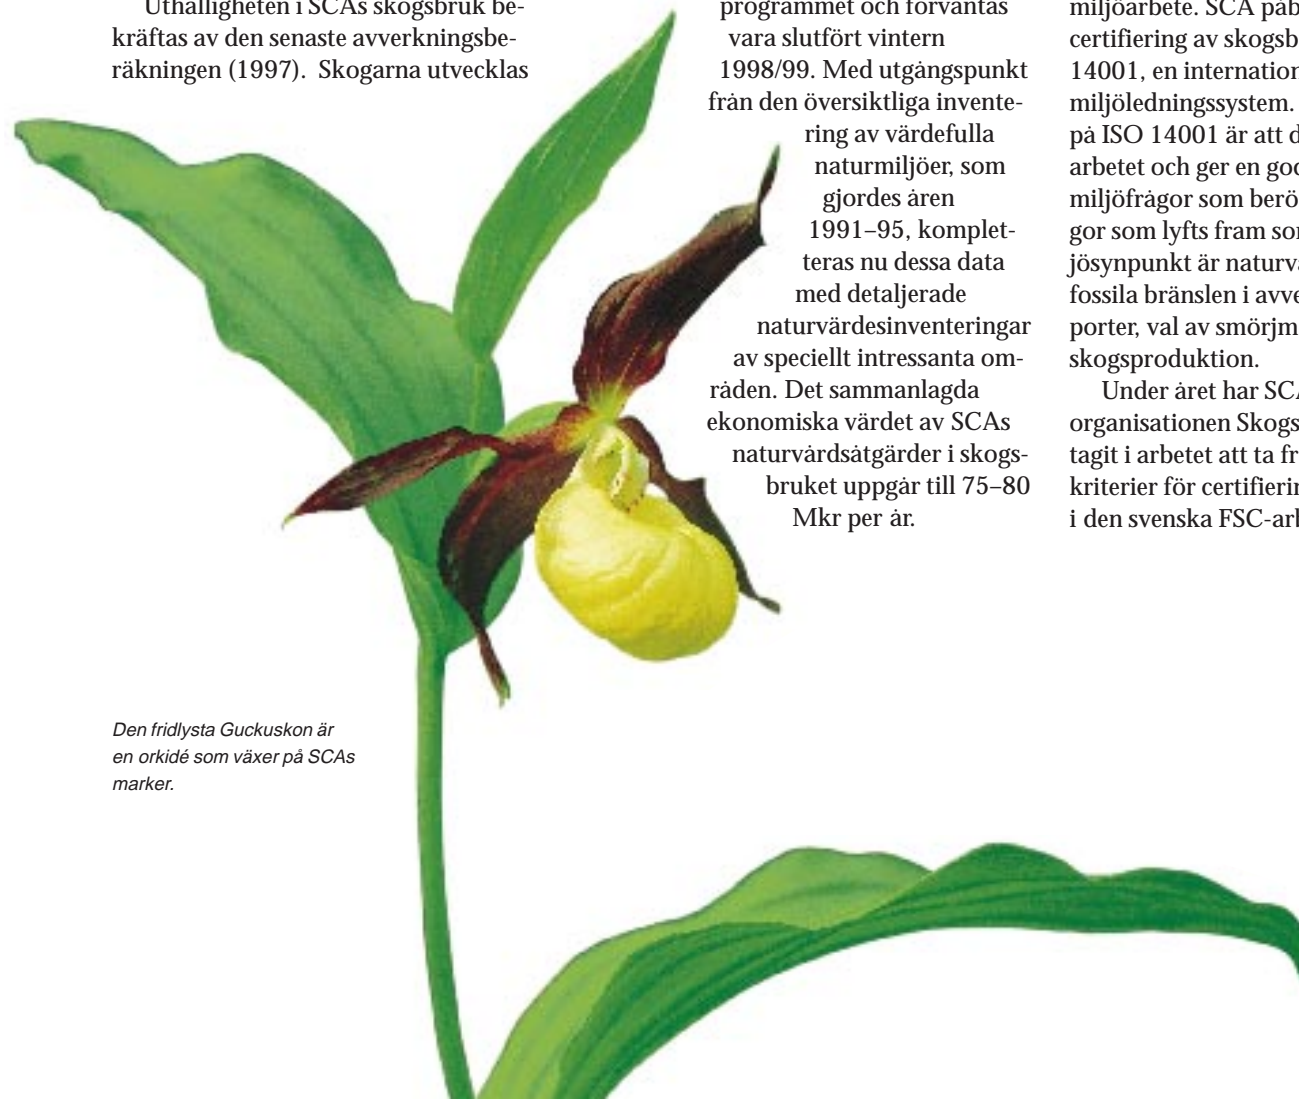 Uthålligheten i SCAs skogsbruk be-
kräftas av den senaste avverkningsbe-
räkningen (1997). Skogarna utvecklas
programmet och förväntas
vara slutfört vintern
1998/99. Med utgångspunkt
från den översiktliga invente-
ring av värdefulla
naturmiljöer, som
gjordes åren
1991–95, komplet-
teras nu dessa data
med detaljerade
naturvärdesinventeringar
av speciellt intressanta om-
råden. Det sammanlagda
ekonomiska värdet av SCAs
naturvårdsåtgärder i skogs-
bruket uppgår till 75–80
Mkr per år.
miljöarbete. SCA påb
certifiering av skogsb
14001, en internation
miljöledningssystem.
på ISO 14001 är att d
arbetet och ger en god
miljöfrågor som berö
gor som lyfts fram som
jösynpunkt är naturva
fossila bränslen i avve
porter, val av smörjm
skogsproduktion.
Under året har SCA
organisationen Skogs
tagit i arbetet att ta fr
kriterier för certifierin
i den svenska FSC-arb
Den fridlysta Guckuskon är
en orkidé som växer på SCAs
marker.